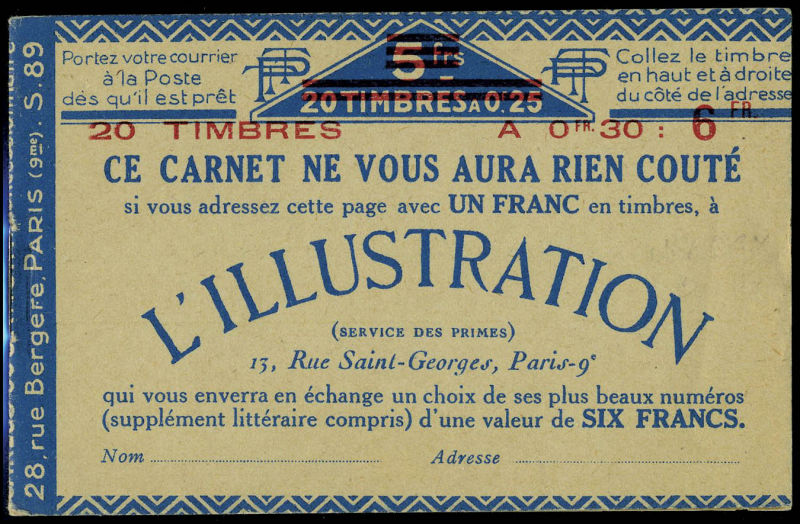 28, rue Bergère, PARIS (9me). S. 89
Portez votre courrier
à la Poste
dès qu'il est prêt
PTT
5 frs
20 TIMBRES A 0f.25
PTT
Collez le timbre
en haut et à droite
du côté de l'adresse
20 TIMBRES A 0FR.30 : 6 FR.
CE CARNET NE VOUS AURA RIEN COUTÉ
si vous adressez cette page avec UN FRANC en timbres, à
L'ILLUSTRATION
(SERVICE DES PRIMES)
13, Rue Saint-Georges, Paris-9e
qui vous enverra en échange un choix de ses plus beaux numéros
(supplément littéraire compris) d'une valeur de SIX FRANCS.
Nom Adresse